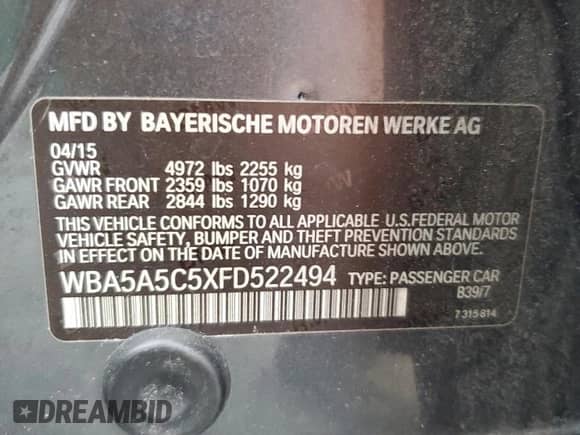 MFD BY BAYERISCHE MOTOREN WERKE AG
04/15
GVWR 4972 lbs 2255 kg
GAWR FRONT 2359 lbs 1070 kg
GAWR REAR 2844 lbs 1290 kg
THIS VEHICLE CONFORMS TO ALL APPLICABLE U.S.FEDERAL MOTOR
VEHICLE SAFETY, BUMPER AND THEFT PREVENTION STANDARDS
IN EFFECT ON THE DATE OF MANUFACTURE SHOWN ABOVE.
WBA5A5C5XFD522494 TYPE: PASSENGER CAR
B39/7
7 315 814
DREAMBID